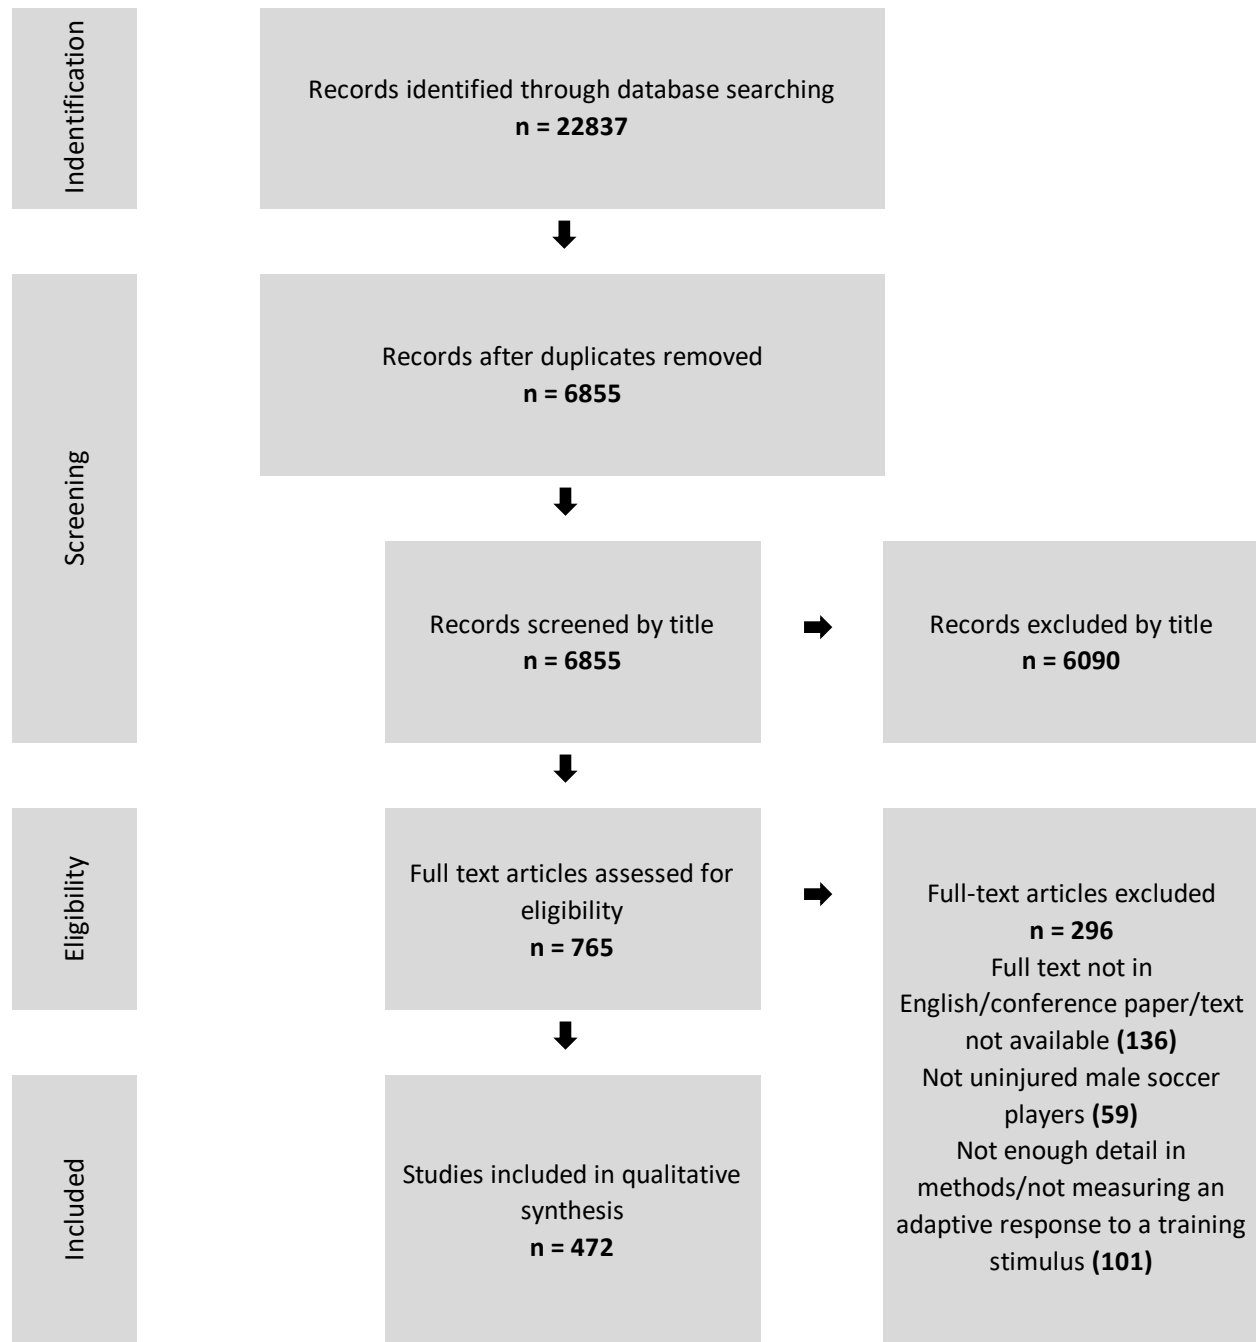 Indentification
Records identified through database searching
n = 22837
Screening
Records after duplicates removed
n = 6855
Records screened by title
n = 6855
Records excluded by title
n = 6090
Eligibility
Full text articles assessed for
eligibility
n = 765
Full-text articles excluded
n = 296
Full text not in
English/conference paper/text
not available (136)
Not uninjured male soccer
players (59)
Not enough detail in
methods/not measuring an
adaptive response to a training
stimulus (101)
Included
Studies included in qualitative
synthesis
n = 472